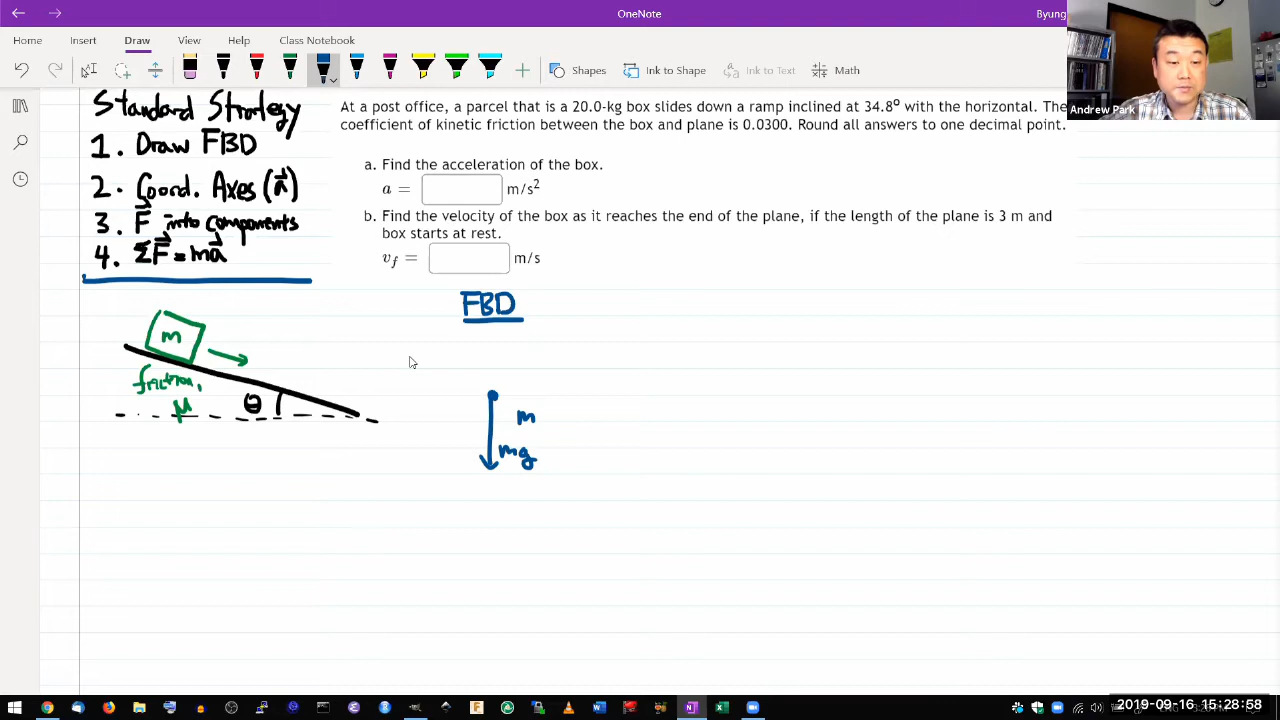 OneNote
Byung
Home Insert Draw View Help Class Notebook
Shapes Ink to Shape Ink to Text Math
Andrew Park
Standard Strategy
1. Draw FBD
2. Coord. Axes (a⃗)
3. F⃗ into components
4. ΣF⃗ = ma⃗
At a post office, a parcel that is a 20.0-kg box slides down a ramp inclined at 34.8° with the horizontal. The
coefficient of kinetic friction between the box and plane is 0.0300. Round all answers to one decimal point.
a. Find the acceleration of the box.
a = m/s²
b. Find the velocity of the box as it reaches the end of the plane, if the length of the plane is 3 m and
box starts at rest.
v_f = m/s
FBD
m
friction,
μ
θ
m
mg
2019-09-16 15:28:58